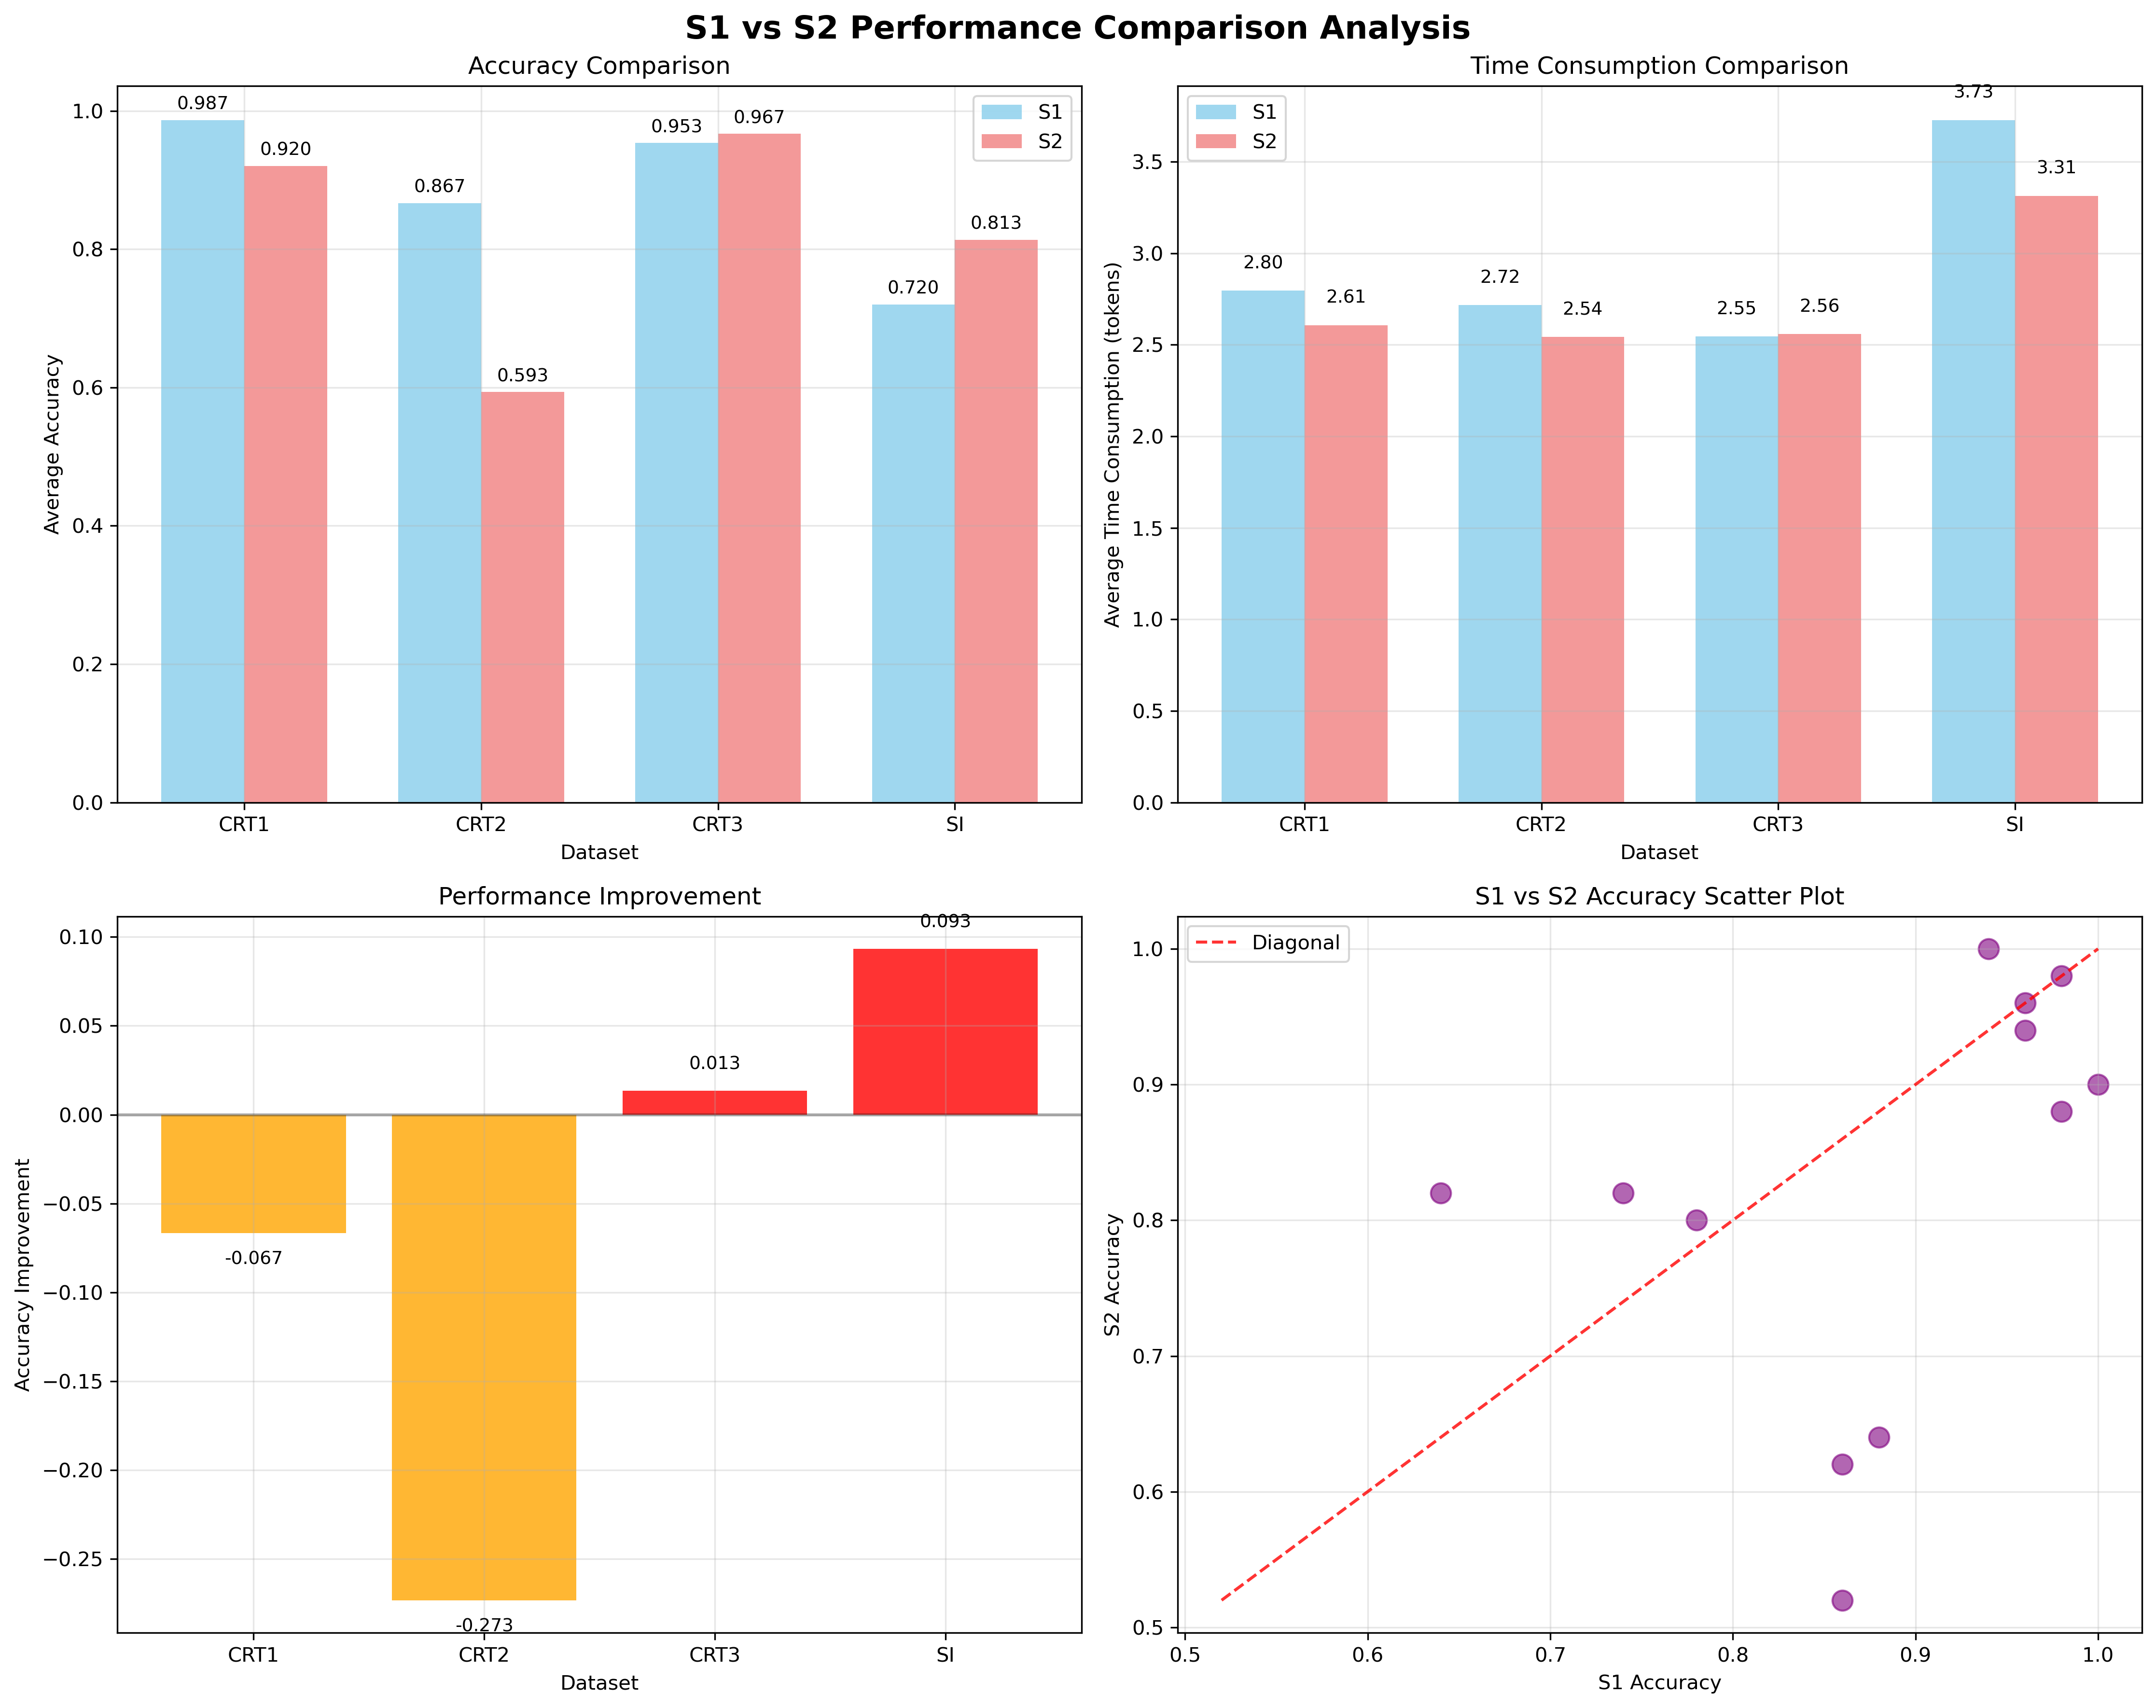 S1 vs S2 Performance Comparison Analysis
Accuracy Comparison
Average Accuracy
1.0
0.8
0.6
0.4
0.2
0.0
0.987
0.920
0.867
0.593
0.953
0.967
0.720
0.813
S1
S2
CRT1
CRT2
CRT3
SI
Dataset
Time Consumption Comparison
Average Time Consumption (tokens)
3.5
3.0
2.5
2.0
1.5
1.0
0.5
0.0
S1
S2
2.80
2.61
2.72
2.54
2.55
2.56
3.73
3.31
CRT1
CRT2
CRT3
SI
Dataset
Performance Improvement
Accuracy Improvement
0.10
0.05
0.00
−0.05
−0.10
−0.15
−0.20
−0.25
-0.067
-0.273
0.013
0.093
CRT1
CRT2
CRT3
SI
Dataset
S1 vs S2 Accuracy Scatter Plot
S2 Accuracy
1.0
0.9
0.8
0.7
0.6
0.5
Diagonal
0.5
0.6
0.7
0.8
0.9
1.0
S1 Accuracy